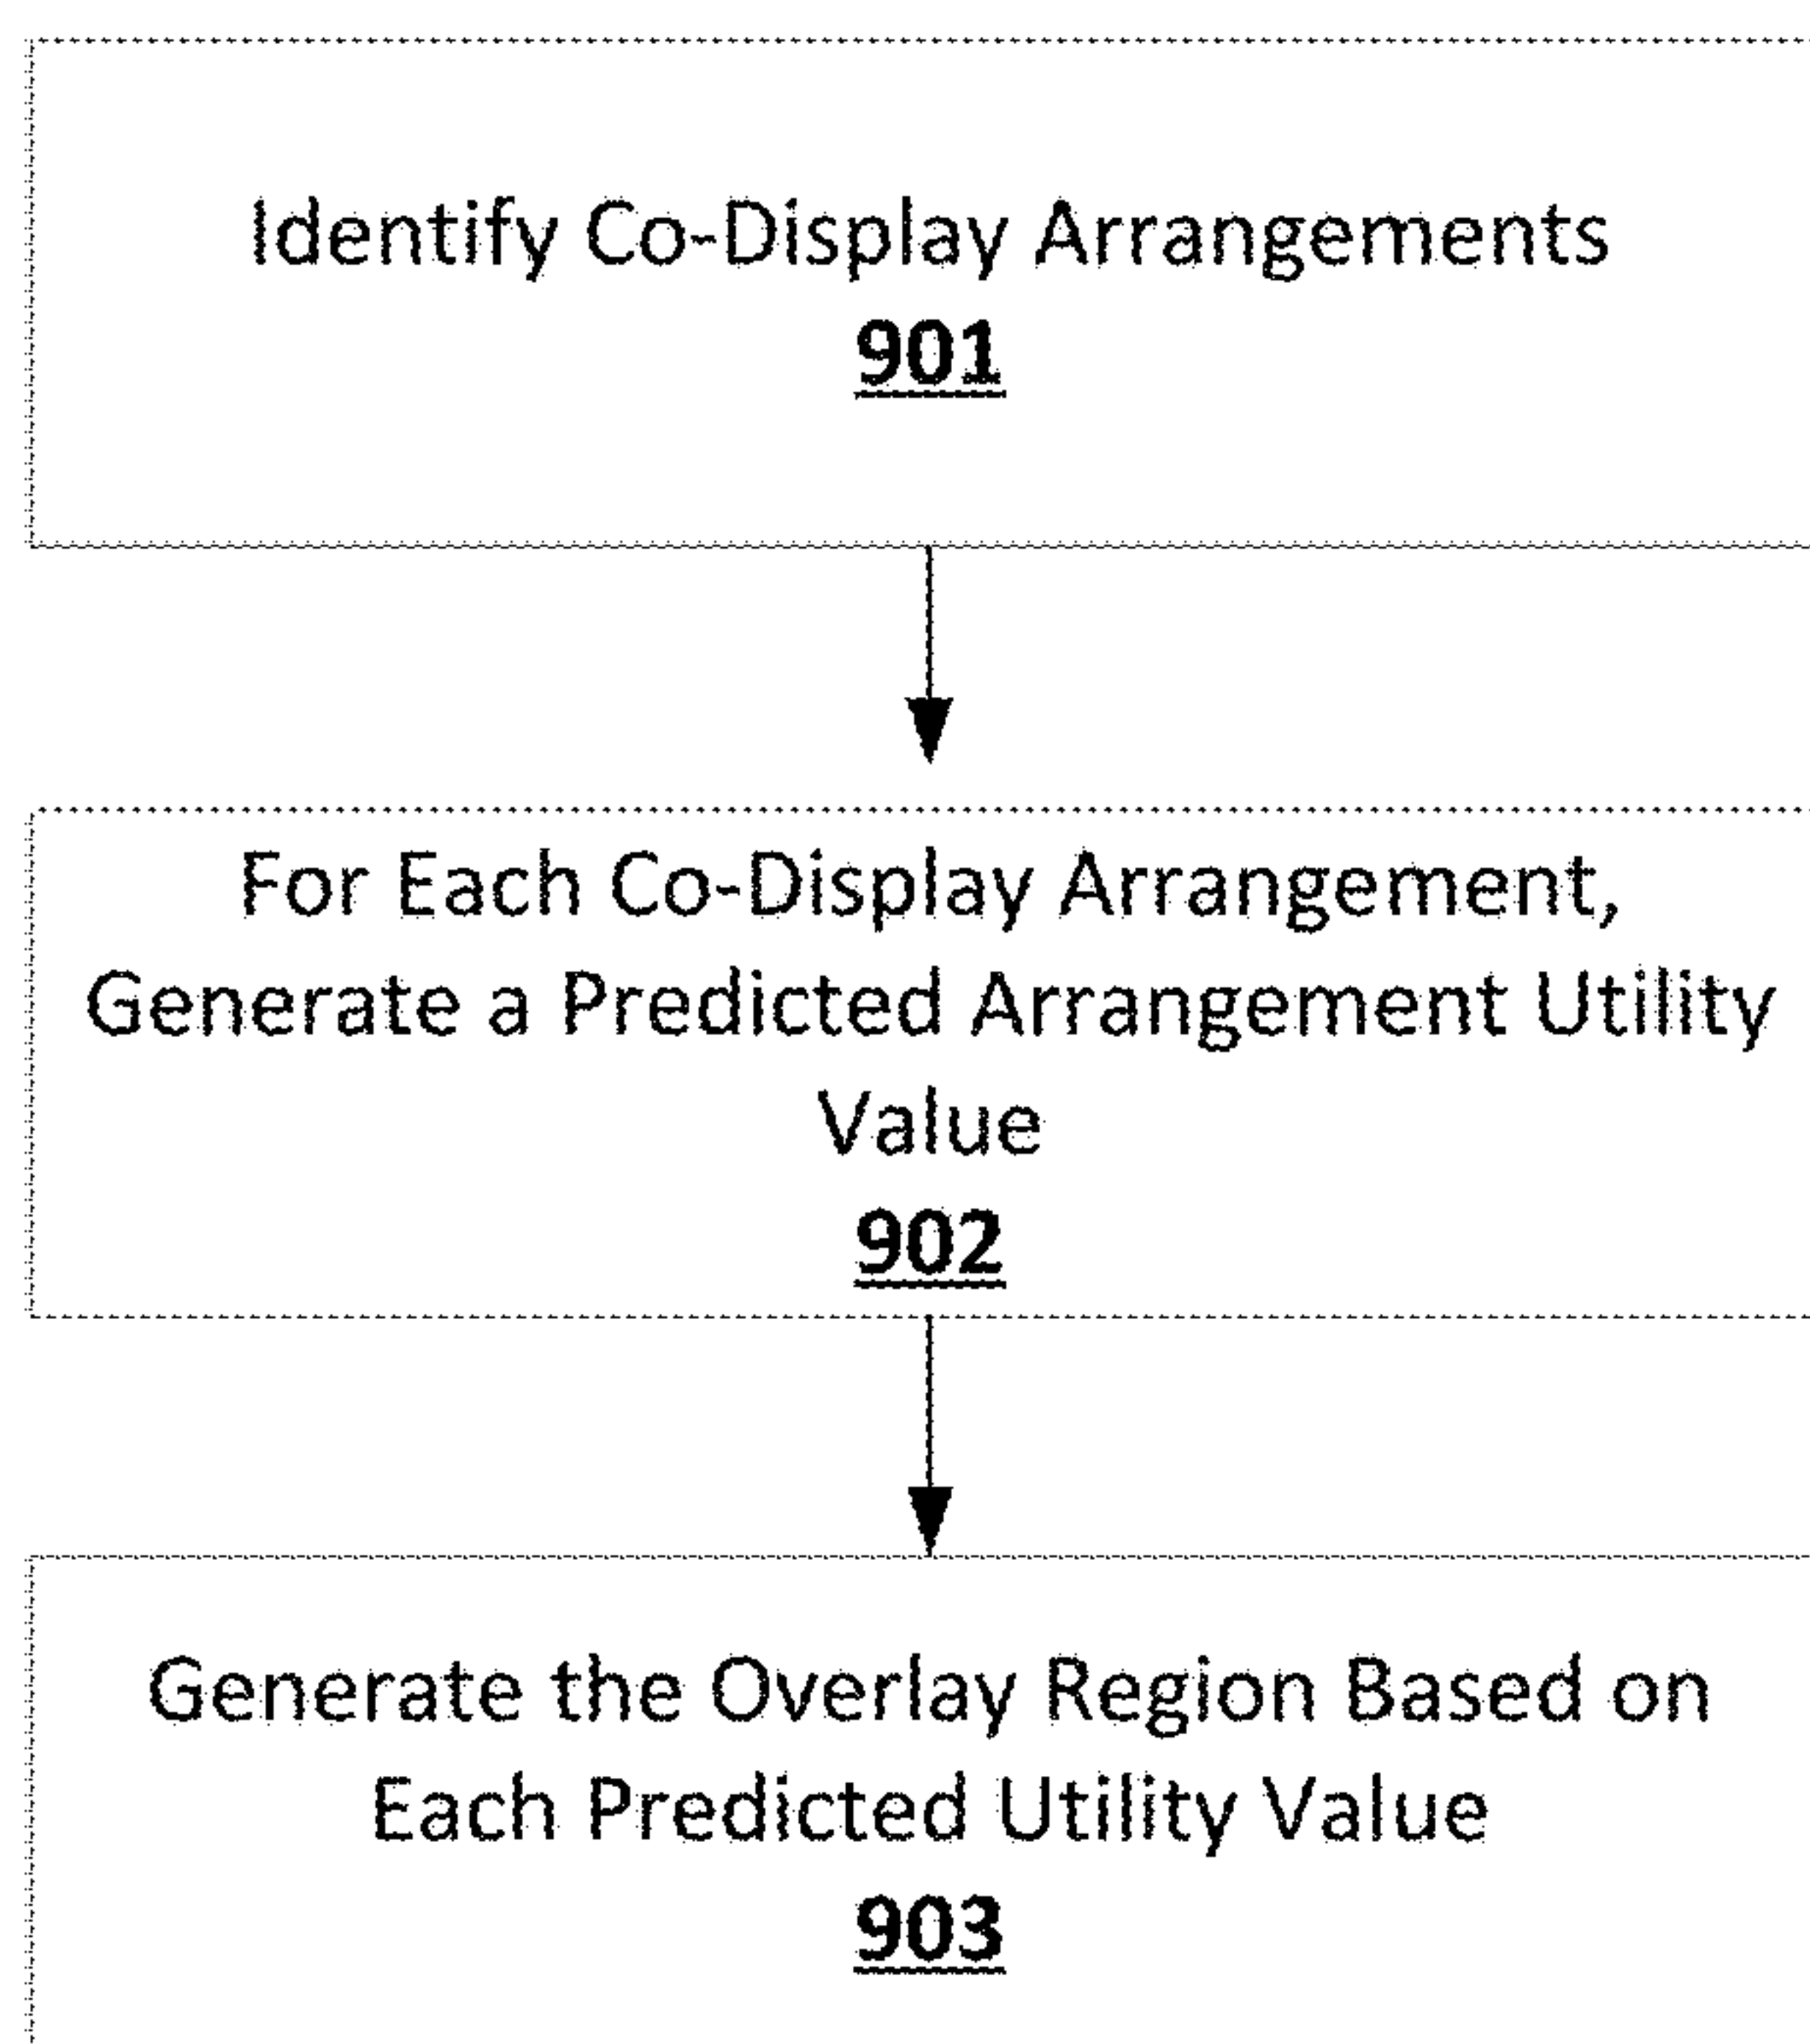 Identify Co-Display Arrangements
901
For Each Co-Display Arrangement,
Generate a Predicted Arrangement Utility
Value
902
Generate the Overlay Region Based on
Each Predicted Utility Value
903